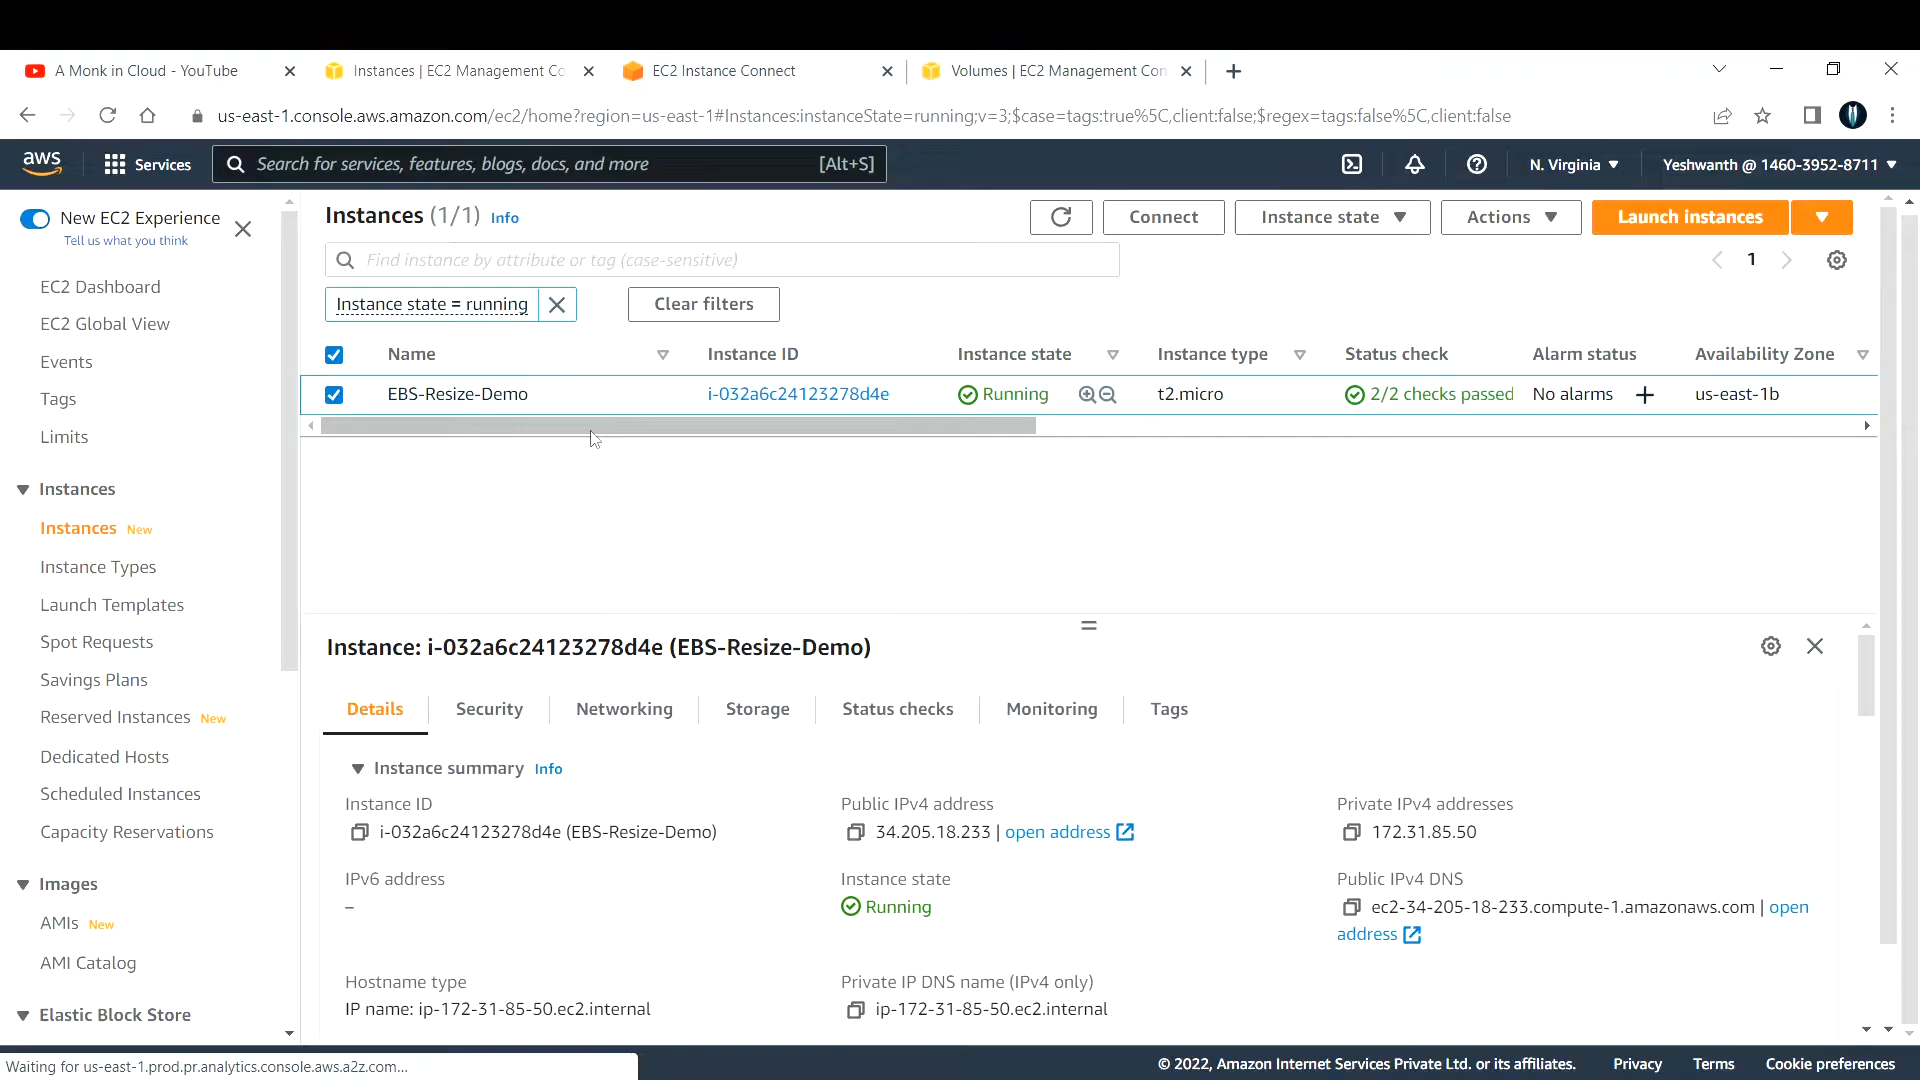 A Monk in Cloud - YouTube
Instances | EC2 Management Co
EC2 Instance Connect
Volumes | EC2 Management Con
us-east-1.console.aws.amazon.com/ec2/home?region=us-east-1#Instances:instanceState=running;v=3;$case=tags:true%5C,client:false;$regex=tags:false%5C,client:false
aws
Services
Search for services, features, blogs, docs, and more
[Alt+S]
N. Virginia
Yeshwanth @ 1460-3952-8711
New EC2 Experience
Tell us what you think
EC2 Dashboard
EC2 Global View
Events
Tags
Limits
Instances
Instances New
Instance Types
Launch Templates
Spot Requests
Savings Plans
Reserved Instances New
Dedicated Hosts
Scheduled Instances
Capacity Reservations
Images
AMIs New
AMI Catalog
Elastic Block Store
Instances (1/1) Info
Connect
Instance state
Actions
Launch instances
Find instance by attribute or tag (case-sensitive)
1
Instance state = running
Clear filters
Name Instance ID Instance state Instance type Status check Alarm status Availability Zone
EBS-Resize-Demo i-032a6c24123278d4e Running t2.micro 2/2 checks passed No alarms us-east-1b
Instance: i-032a6c24123278d4e (EBS-Resize-Demo)
Details Security Networking Storage Status checks Monitoring Tags
Instance summary Info
Instance ID
i-032a6c24123278d4e (EBS-Resize-Demo)
Public IPv4 address
34.205.18.233 | open address
Private IPv4 addresses
172.31.85.50
IPv6 address
–
Instance state
Running
Public IPv4 DNS
ec2-34-205-18-233.compute-1.amazonaws.com | open
address
Hostname type
IP name: ip-172-31-85-50.ec2.internal
Private IP DNS name (IPv4 only)
ip-172-31-85-50.ec2.internal
Waiting for us-east-1.prod.pr.analytics.console.aws.a2z.com...
© 2022, Amazon Internet Services Private Ltd. or its affiliates.
Privacy
Terms
Cookie preferences